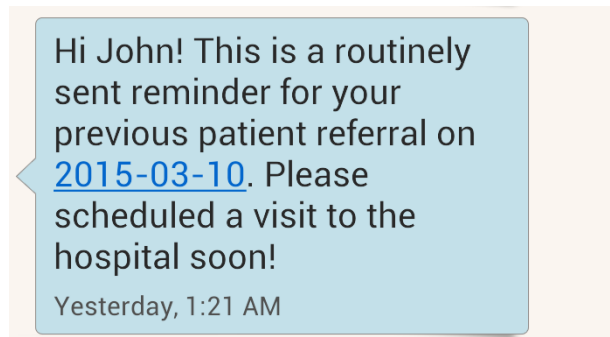 Hi John! This is a routinely
sent reminder for your
previous patient referral on
2015-03-10. Please
scheduled a visit to the
hospital soon!
Yesterday, 1:21 AM